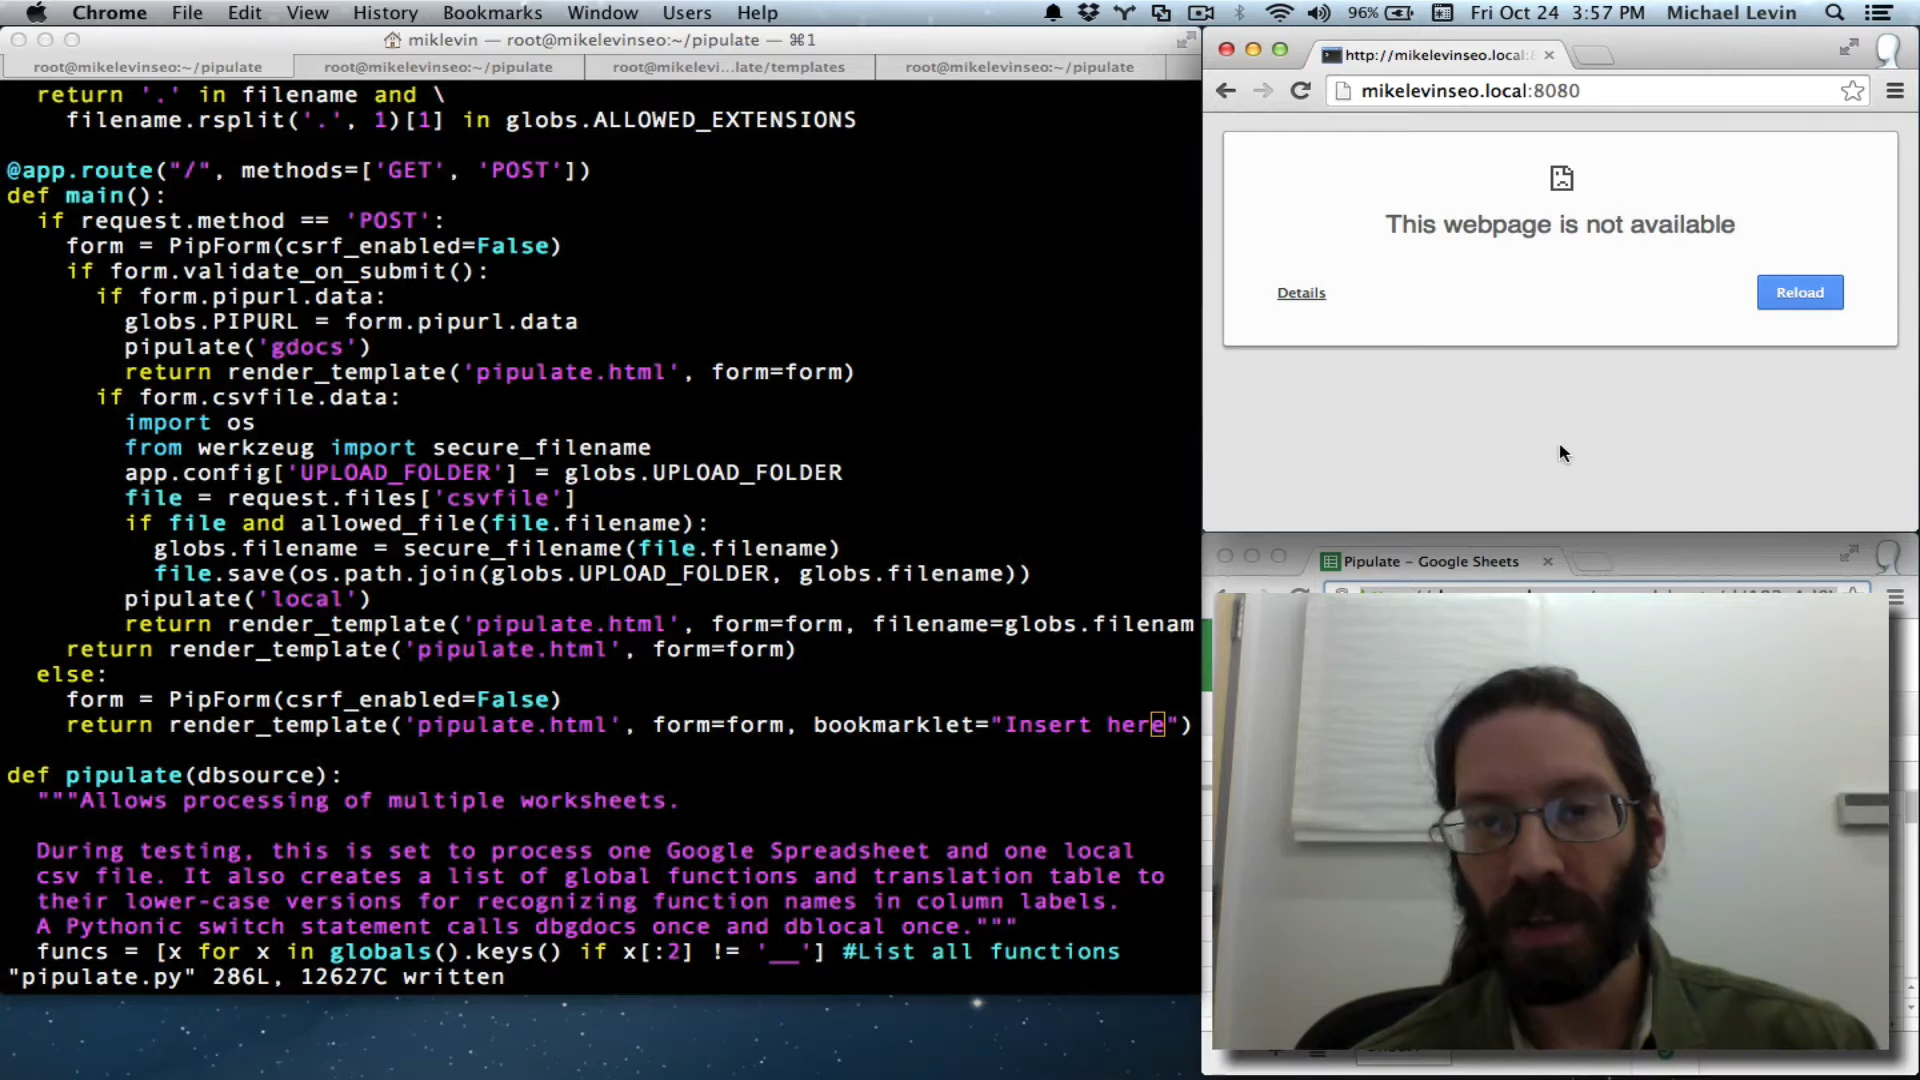 Chrome File Edit View History Bookmarks Window Users Help 96% Fri Oct 24 3:57 PM Michael Levin
miklevin — root@mikelevinseo:~/pipulate — ⌘1
root@mikelevinseo:~/pipulate root@mikelevinseo:~/pipulate root@mikelevi...late/templates root@mikelevinseo:~/pipulate
return '.' in filename and \
filename.rsplit('.', 1)[1] in globs.ALLOWED_EXTENSIONS
@app.route("/", methods=['GET', 'POST'])
def main():
if request.method == 'POST':
form = PipForm(csrf_enabled=False)
if form.validate_on_submit():
if form.pipurl.data:
globs.PIPURL = form.pipurl.data
pipulate('gdocs')
return render_template('pipulate.html', form=form)
if form.csvfile.data:
import os
from werkzeug import secure_filename
app.config['UPLOAD_FOLDER'] = globs.UPLOAD_FOLDER
file = request.files['csvfile']
if file and allowed_file(file.filename):
globs.filename = secure_filename(file.filename)
file.save(os.path.join(globs.UPLOAD_FOLDER, globs.filename))
pipulate('local')
return render_template('pipulate.html', form=form, filename=globs.filenam
return render_template('pipulate.html', form=form)
else:
form = PipForm(csrf_enabled=False)
return render_template('pipulate.html', form=form, bookmarklet="Insert here")
def pipulate(dbsource):
"""Allows processing of multiple worksheets.
During testing, this is set to process one Google Spreadsheet and one local
csv file. It also creates a list of global functions and translation table to
their lower-case versions for recognizing function names in column labels.
A Pythonic switch statement calls dbgdocs once and dblocal once."""
funcs = [x for x in globals().keys() if x[:2] != '__'] #List all functions
"pipulate.py" 286L, 12627C written
http://mikelevinseo.local:8
mikelevinseo.local:8080
This webpage is not available
Details
Reload
Pipulate – Google Sheets